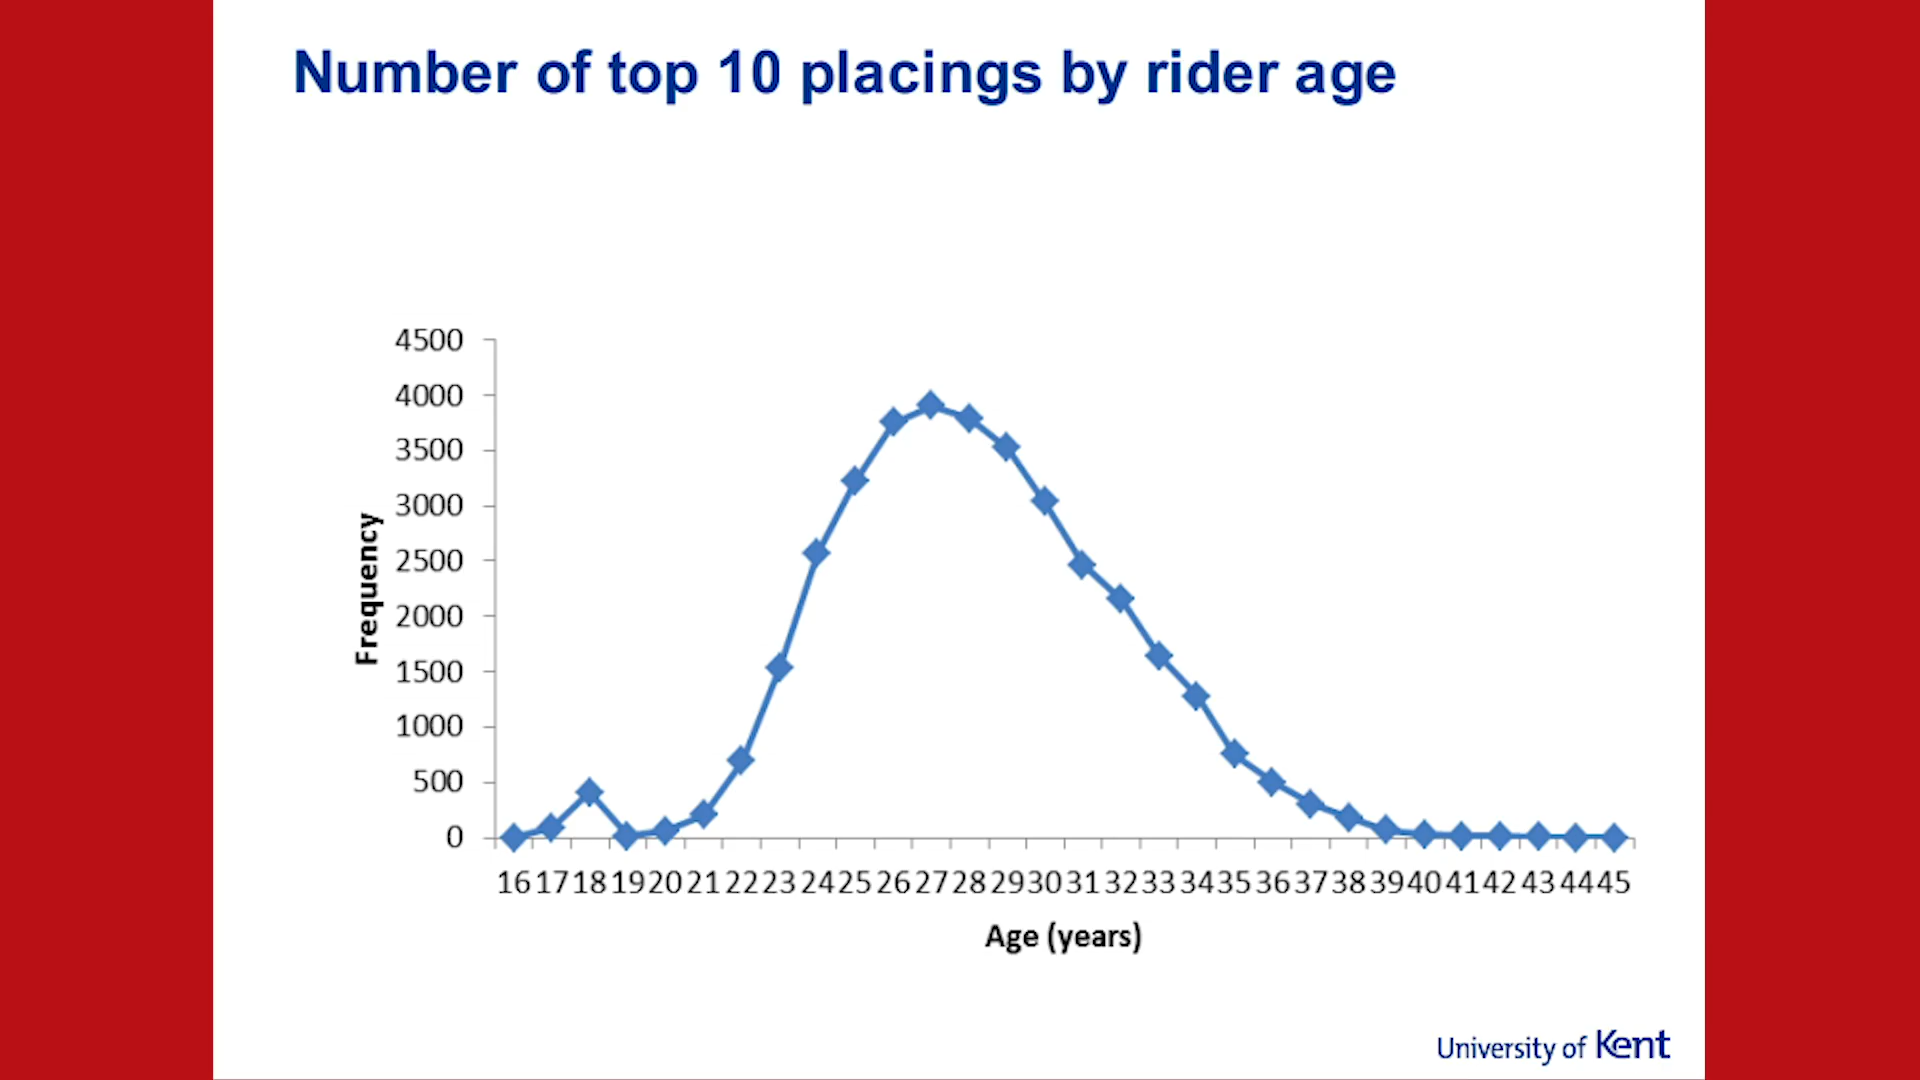 Number of top 10 placings by rider age
4500
4000
3500
3000
2500
2000
1500
1000
500
0
Frequency
16 17 18 19 20 21 22 23 24 25 26 27 28 29 30 31 32 33 34 35 36 37 38 39 40 41 42 43 44 45
Age (years)
University of Kent